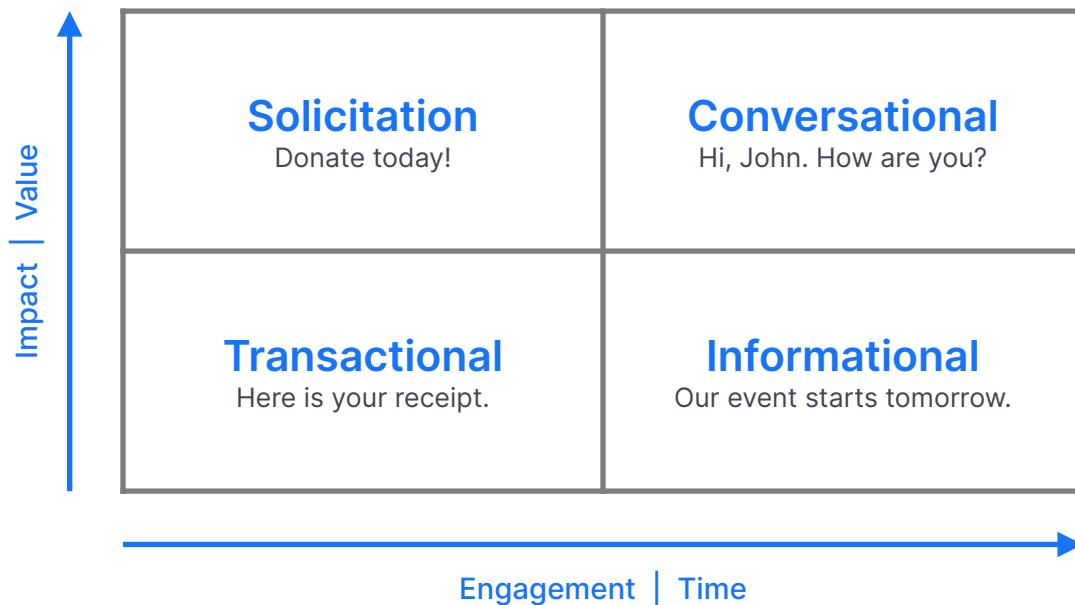 Solicitation
Donate today!
Conversational
Hi, John. How are you?
Impact | Value
Transactional
Here is your receipt.
Informational
Our event starts tomorrow.
Engagement | Time